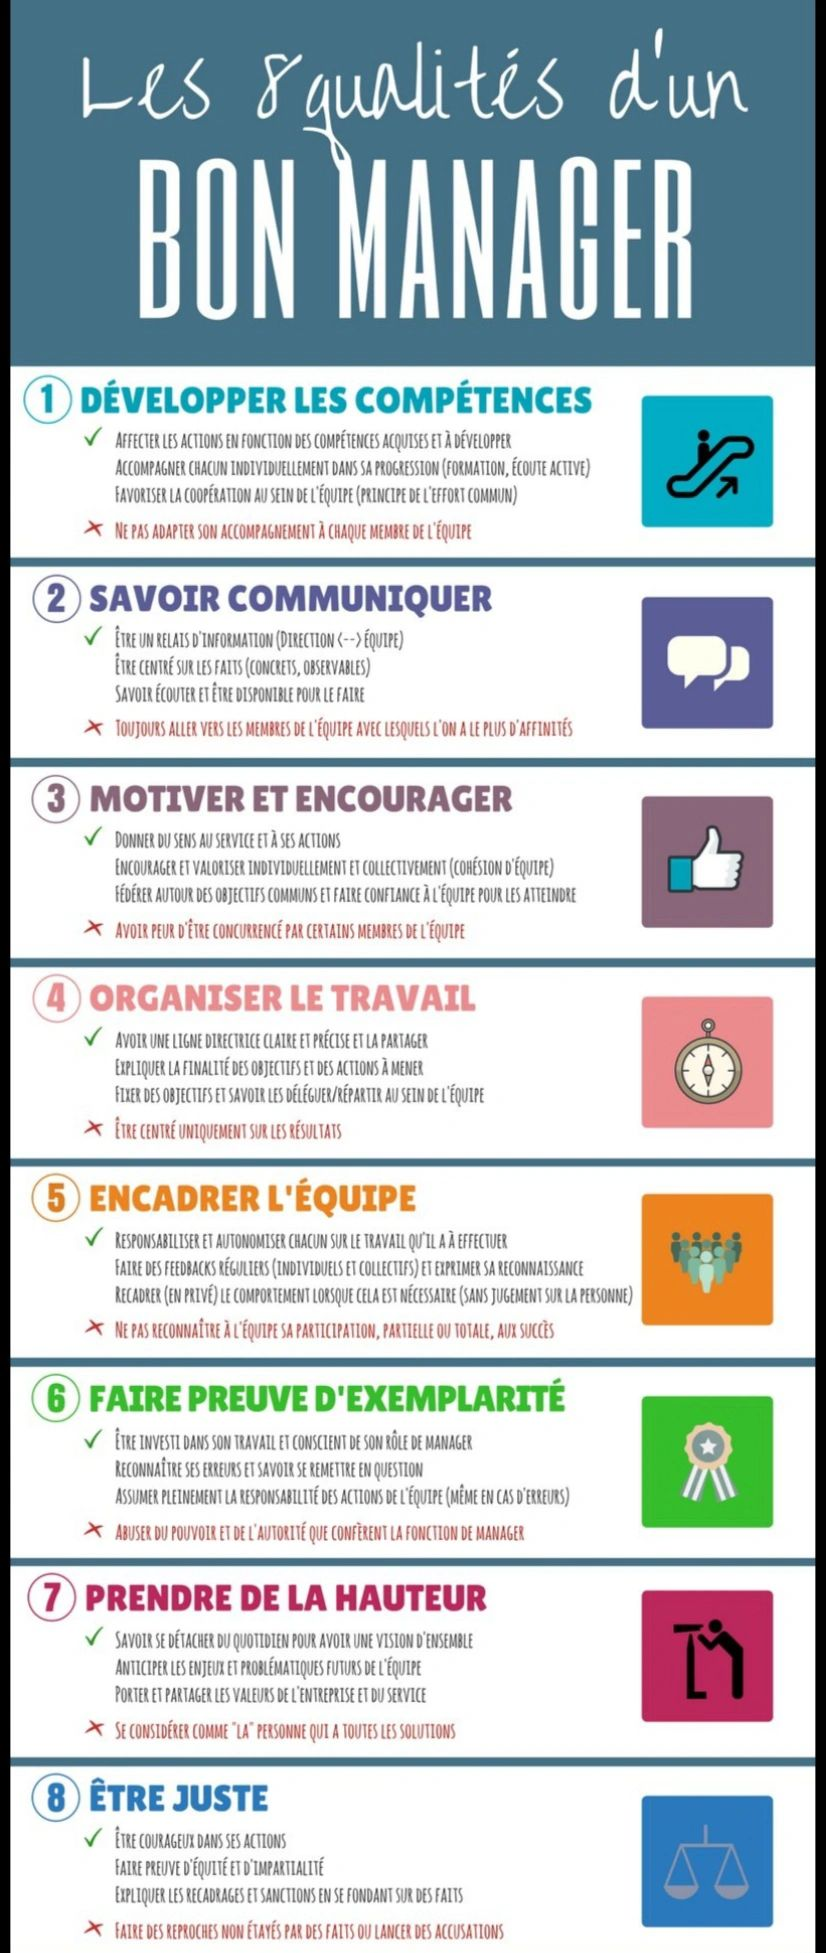 Les 8 qualités d'un
BON MANAGER
1 DÉVELOPPER LES COMPÉTENCES
✓ AFFECTER LES ACTIONS EN FONCTION DES COMPÉTENCES ACQUISES ET À DÉVELOPPER
ACCOMPAGNER CHACUN INDIVIDUELLEMENT DANS SA PROGRESSION (FORMATION, ÉCOUTE ACTIVE)
FAVORISER LA COOPÉRATION AU SEIN DE L'ÉQUIPE (PRINCIPE DE L'EFFORT COMMUN)
✗ NE PAS ADAPTER SON ACCOMPAGNEMENT À CHAQUE MEMBRE DE L'ÉQUIPE
2 SAVOIR COMMUNIQUER
✓ ÊTRE UN RELAIS D'INFORMATION (DIRECTION <--> ÉQUIPE)
ÊTRE CENTRÉ SUR LES FAITS (CONCRETS, OBSERVABLES)
SAVOIR ÉCOUTER ET ÊTRE DISPONIBLE POUR LE FAIRE
✗ TOUJOURS ALLER VERS LES MEMBRES DE L'ÉQUIPE AVEC LESQUELS L'ON A LE PLUS D'AFFINITÉS
3 MOTIVER ET ENCOURAGER
✓ DONNER DU SENS AU SERVICE ET À SES ACTIONS
ENCOURAGER ET VALORISER INDIVIDUELLEMENT ET COLLECTIVEMENT (COHÉSION D'ÉQUIPE)
FÉDÉRER AUTOUR DES OBJECTIFS COMMUNS ET FAIRE CONFIANCE À L'ÉQUIPE POUR LES ATTEINDRE
✗ AVOIR PEUR D'ÊTRE CONCURRENCÉ PAR CERTAINS MEMBRES DE L'ÉQUIPE
4 ORGANISER LE TRAVAIL
✓ AVOIR UNE LIGNE DIRECTRICE CLAIRE ET PRÉCISE ET LA PARTAGER
EXPLIQUER LA FINALITÉ DES OBJECTIFS ET DES ACTIONS À MENER
FIXER DES OBJECTIFS ET SAVOIR LES DÉLÉGUER/RÉPARTIR AU SEIN DE L'ÉQUIPE
✗ ÊTRE CENTRÉ UNIQUEMENT SUR LES RÉSULTATS
5 ENCADRER L'ÉQUIPE
✓ RESPONSABILISER ET AUTONOMISER CHACUN SUR LE TRAVAIL QU'IL A À EFFECTUER
FAIRE DES FEEDBACKS RÉGULIERS (INDIVIDUELS ET COLLECTIFS) ET EXPRIMER SA RECONNAISSANCE
RECADRER (EN PRIVÉ) LE COMPORTEMENT LORSQUE CELA EST NÉCESSAIRE (SANS JUGEMENT SUR LA PERSONNE)
✗ NE PAS RECONNAÎTRE À L'ÉQUIPE SA PARTICIPATION, PARTIELLE OU TOTALE, AUX SUCCÈS
6 FAIRE PREUVE D'EXEMPLARITÉ
✓ ÊTRE INVESTI DANS SON TRAVAIL ET CONSCIENT DE SON RÔLE DE MANAGER
RECONNAÎTRE SES ERREURS ET SAVOIR SE REMETTRE EN QUESTION
ASSUMER PLEINEMENT LA RESPONSABILITÉ DES ACTIONS DE L'ÉQUIPE (MÊME EN CAS D'ERREURS)
✗ ABUSER DU POUVOIR ET DE L'AUTORITÉ QUE CONFÈRENT LA FONCTION DE MANAGER
7 PRENDRE DE LA HAUTEUR
✓ SAVOIR SE DÉTACHER DU QUOTIDIEN POUR AVOIR UNE VISION D'ENSEMBLE
ANTICIPER LES ENJEUX ET PROBLÉMATIQUES FUTURS DE L'ÉQUIPE
PORTER ET PARTAGER LES VALEURS DE L'ENTREPRISE ET DU SERVICE
✗ SE CONSIDÉRER COMME "LA" PERSONNE QUI A TOUTES LES SOLUTIONS
8 ÊTRE JUSTE
✓ ÊTRE COURAGEUX DANS SES ACTIONS
FAIRE PREUVE D'ÉQUITÉ ET D'IMPARTIALITÉ
EXPLIQUER LES RECADRAGES ET SANCTIONS EN SE FONDANT SUR DES FAITS
✗ FAIRE DES REPROCHES NON ÉTAYÉS PAR DES FAITS OU LANCER DES ACCUSATIONS